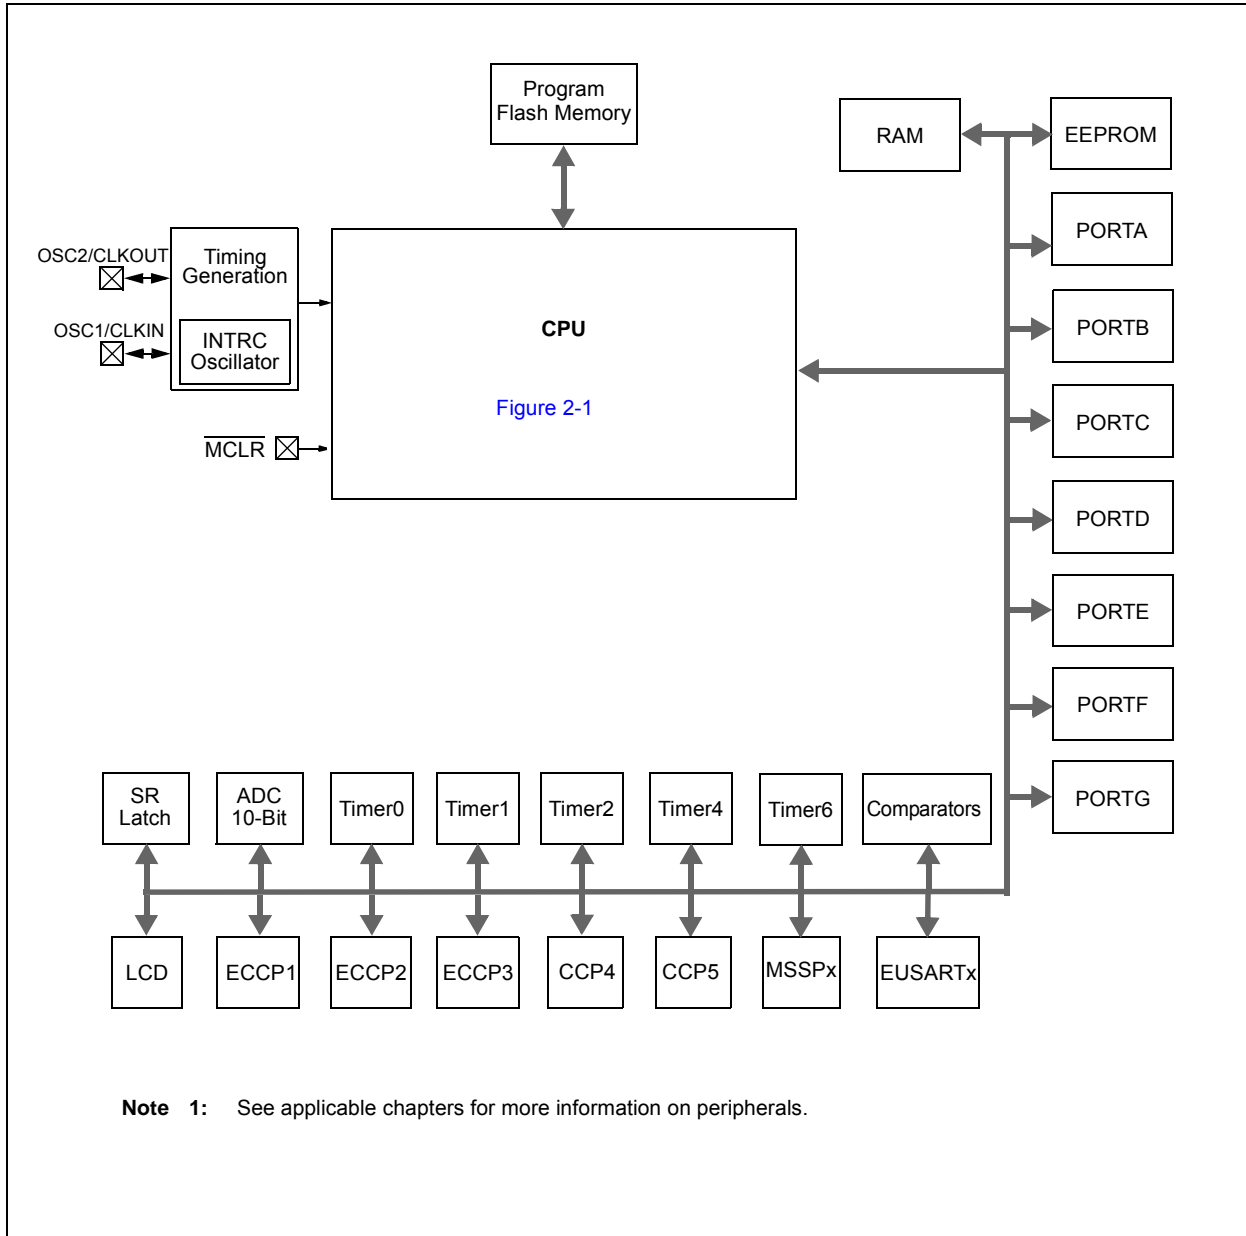 Program
Flash Memory
RAM
EEPROM
OSC2/CLKOUT
Timing
Generation
PORTA
OSC1/CLKIN
INTRC
Oscillator
CPU
PORTB
Figure 2-1
PORTC
MCLR
PORTD
PORTE
PORTF
SR
Latch
ADC
10-Bit
Timer0
Timer1
Timer2
Timer4
Timer6
Comparators
PORTG
LCD
ECCP1
ECCP2
ECCP3
CCP4
CCP5
MSSPx
EUSARTx
Note 1: See applicable chapters for more information on peripherals.